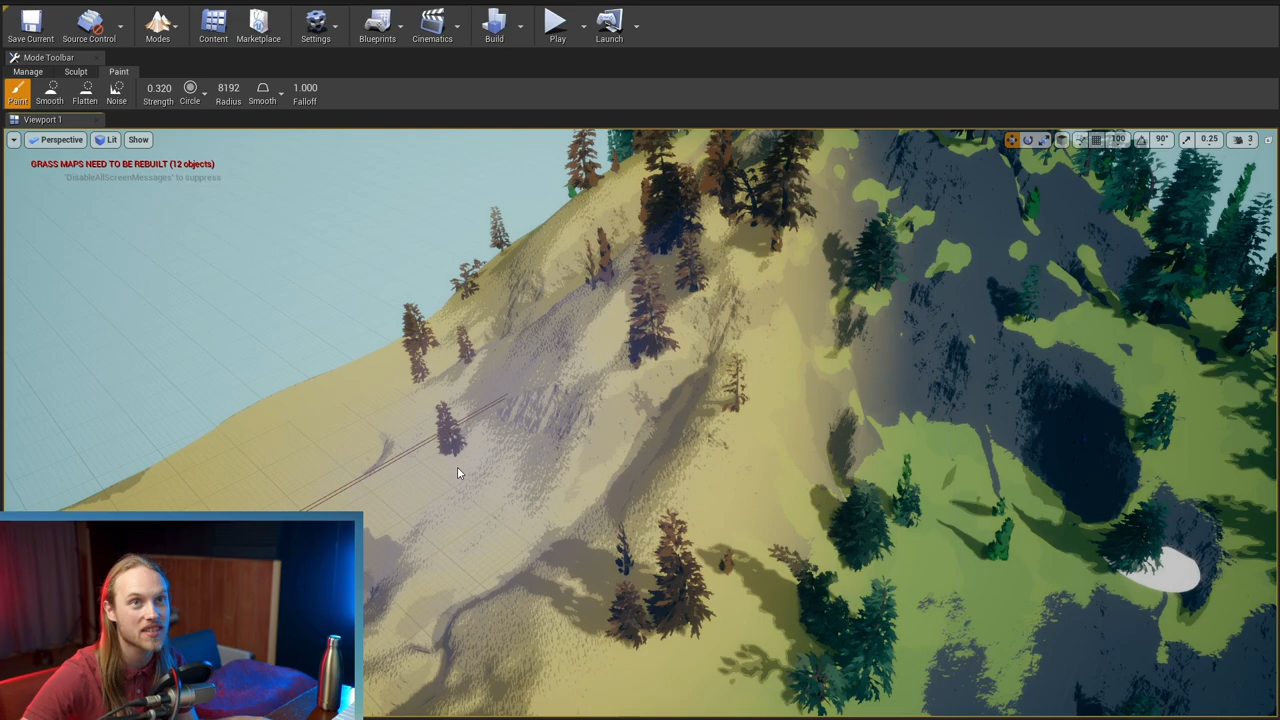 Save Current
Source Control
Modes
Content
Marketplace
Settings
Blueprints
Cinematics
Build
Play
Launch
Mode Toolbar
Manage
Sculpt
Paint
Paint
Smooth
Flatten
Noise
0.320
Strength
Circle
8192
Radius
Smooth
1.000
Falloff
Viewport 1
Perspective
Lit
Show
100
90°
0.25
3
GRASS MAPS NEED TO BE REBUILT (12 objects)
'DisableAllScreenMessages' to suppress